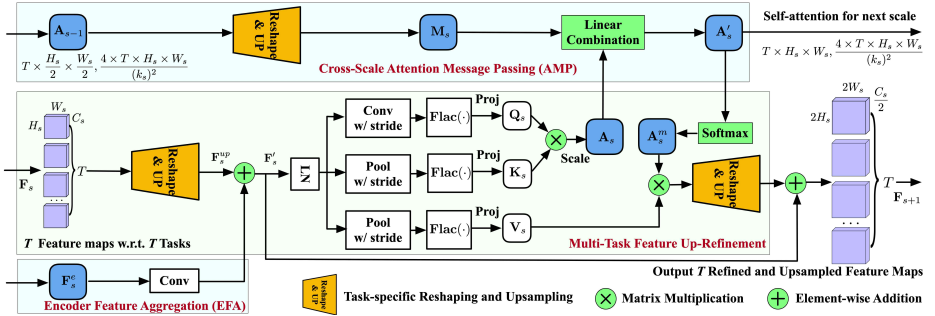 A_{s-1}
Reshape & UP
M_s
Linear Combination
A'_s
Self-attention for next scale
T × H_s/2 × W_s/2, (4 × T × H_s × W_s)/(k_s)^2
T × H_s × W_s, (4 × T × H_s × W_s)/(k_s)^2
Cross-Scale Attention Message Passing (AMP)
W_s
H_s
C_s
T
F_s
...
T Feature maps w.r.t. T Tasks
Reshape & UP
F_s^{up}
F'_s
LN
Conv w/ stride
Flac(·)
Proj
Q_s
Pool w/ stride
Flac(·)
Proj
K_s
Pool w/ stride
Flac(·)
Proj
V_s
Scale
A_s
A_s^m
Softmax
Reshape & UP
Multi-Task Feature Up-Refinement
2W_s
2H_s
C_s/2
...
T
F_{s+1}
Output T Refined and Upsampled Feature Maps
F_s^e
Conv
Encoder Feature Aggregation (EFA)
Reshape & UP
Task-specific Reshaping and Upsampling
Matrix Multiplication
Element-wise Addition